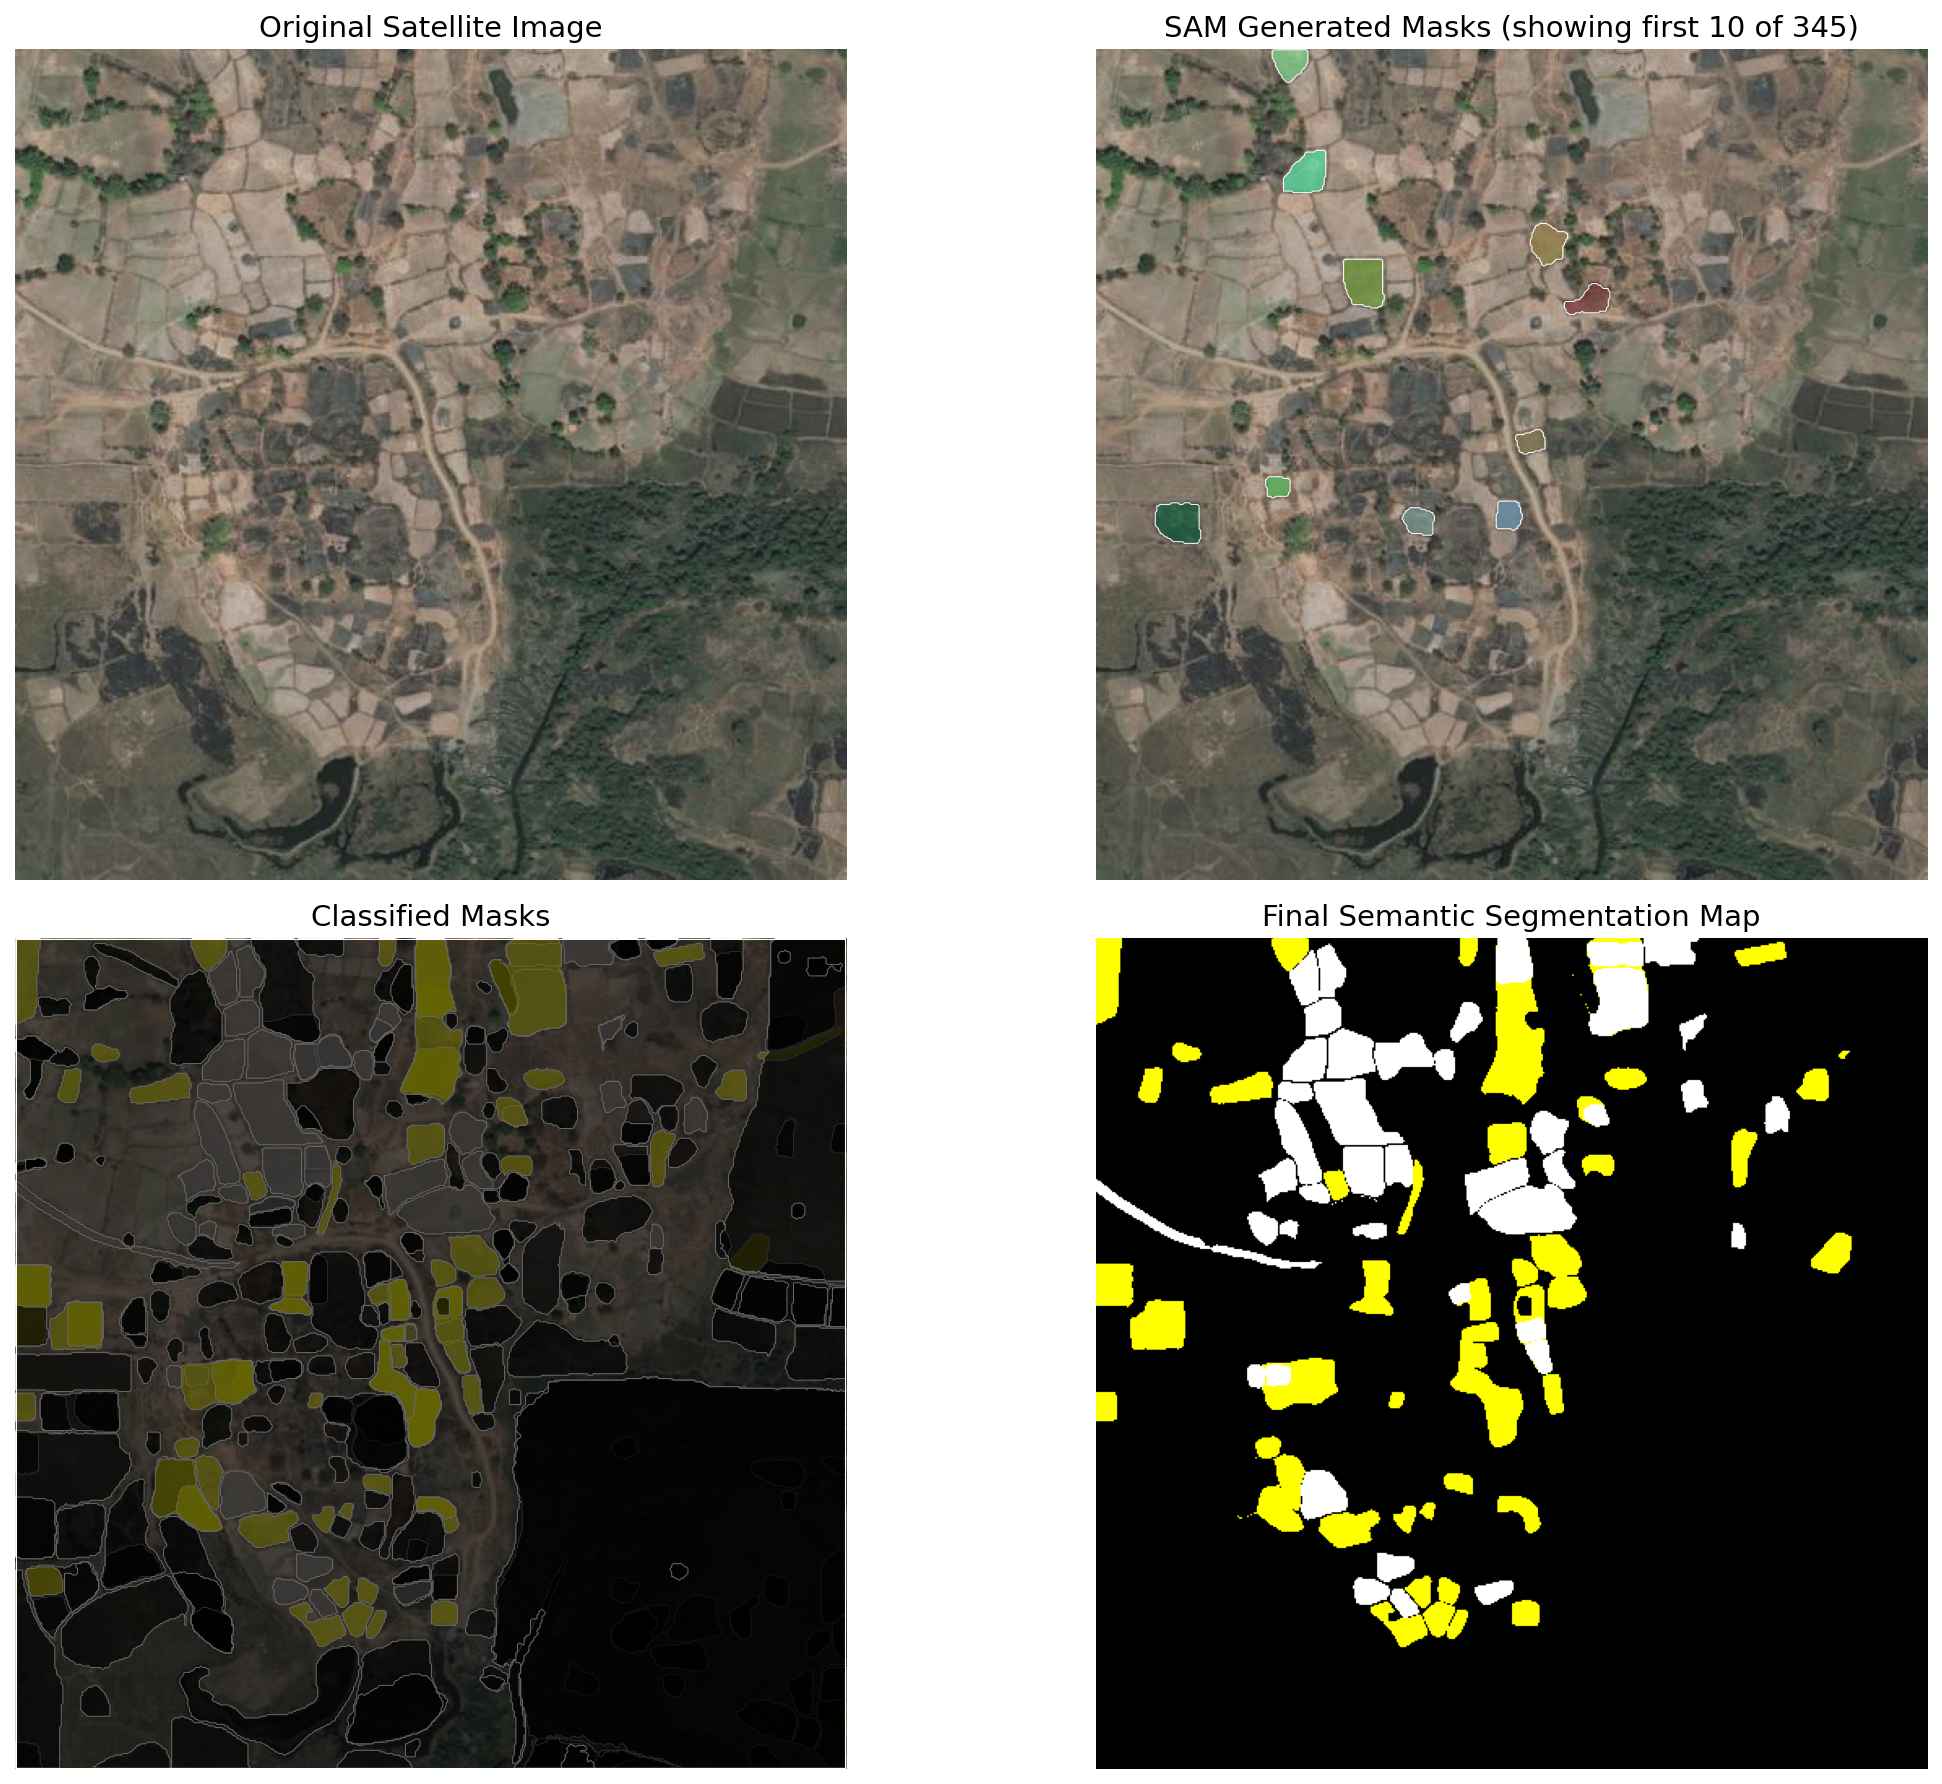 Original Satellite Image
SAM Generated Masks (showing first 10 of 345)
Classified Masks
Final Semantic Segmentation Map